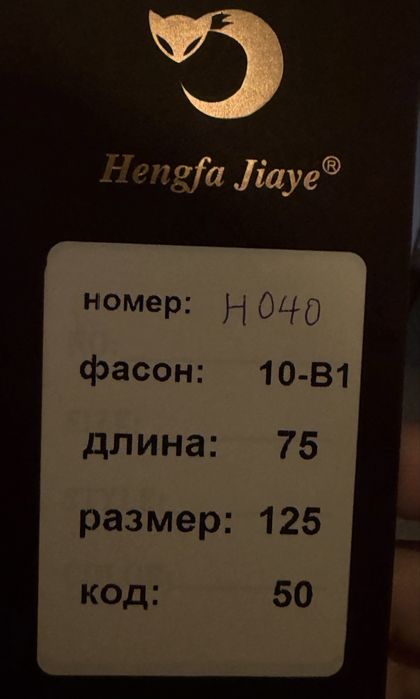 Hengfa Jiaye®
номер: H040
фасон: 10-B1
длина: 75
размер: 125
код: 50